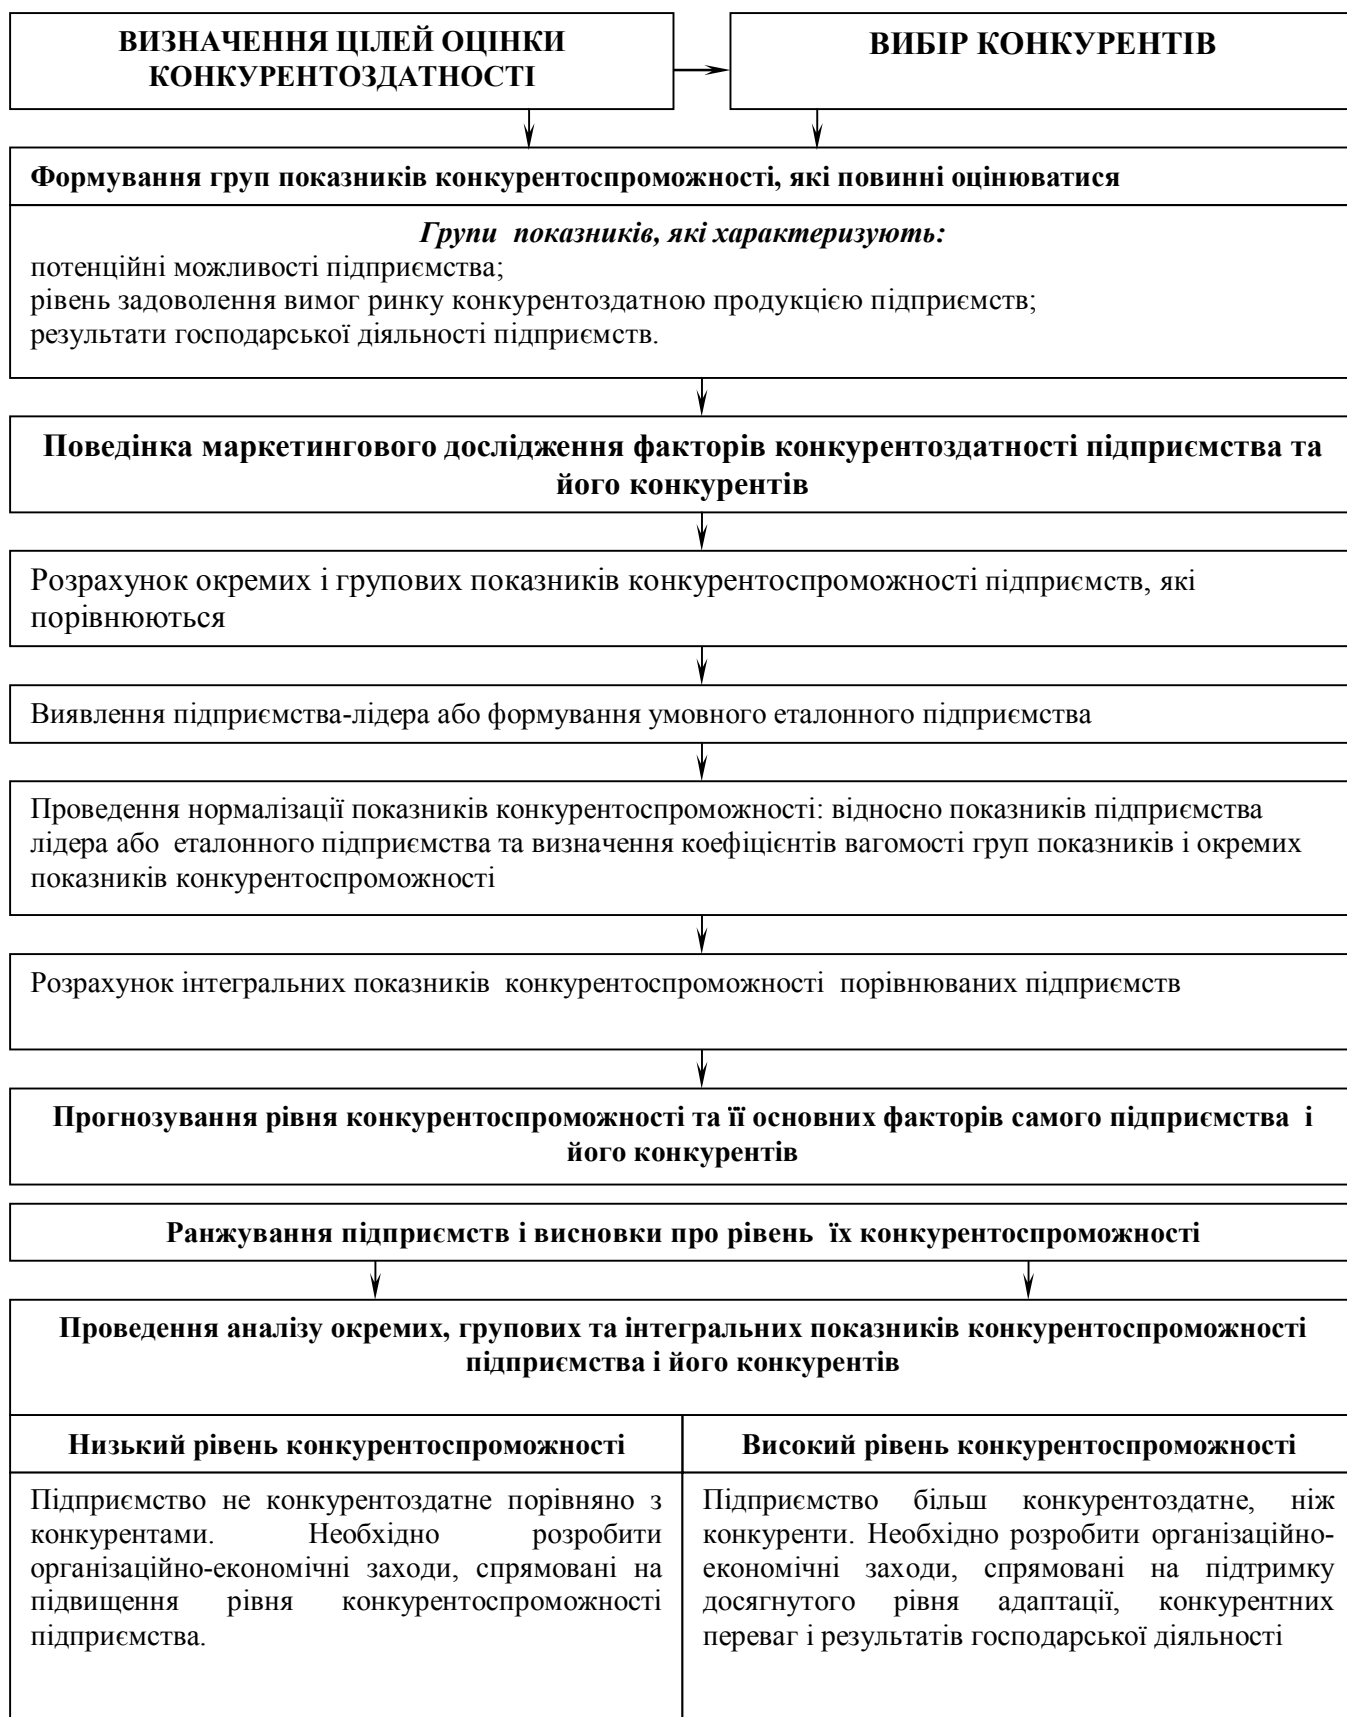 ВИЗНАЧЕННЯ ЦІЛЕЙ ОЦІНКИ
КОНКУРЕНТОЗДАТНОСТІ
ВИБІР КОНКУРЕНТІВ
Формування груп показників конкурентоспроможності, які повинні оцінюватися
Групи показників, які характеризують:
потенційні можливості підприємства;
рівень задоволення вимог ринку конкурентоздатною продукцією підприємств;
результати господарської діяльності підприємств.
Поведінка маркетингового дослідження факторів конкурентоздатності підприємства та
його конкурентів
Розрахунок окремих і групових показників конкурентоспроможності підприємств, які
порівнюються
Виявлення підприємства-лідера або формування умовного еталонного підприємства
Проведення нормалізації показників конкурентоспроможності: відносно показників підприємства
лідера або еталонного підприємства та визначення коефіцієнтів вагомості груп показників і окремих
показників конкурентоспроможності
Розрахунок інтегральних показників конкурентоспроможності порівнюваних підприємств
Прогнозування рівня конкурентоспроможності та її основних факторів самого підприємства і
його конкурентів
Ранжування підприємств і висновки про рівень їх конкурентоспроможності
Проведення аналізу окремих, групових та інтегральних показників конкурентоспроможності
підприємства і його конкурентів
Низький рівень конкурентоспроможності
Підприємство не конкурентоздатне порівняно з
конкурентами. Необхідно розробити
організаційно-економічні заходи, спрямовані на
підвищення рівня конкурентоспроможності
підприємства.
Високий рівень конкурентоспроможності
Підприємство більш конкурентоздатне, ніж
конкуренти. Необхідно розробити організаційно-
економічні заходи, спрямовані на підтримку
досягнутого рівня адаптації, конкурентних
переваг і результатів господарської діяльності